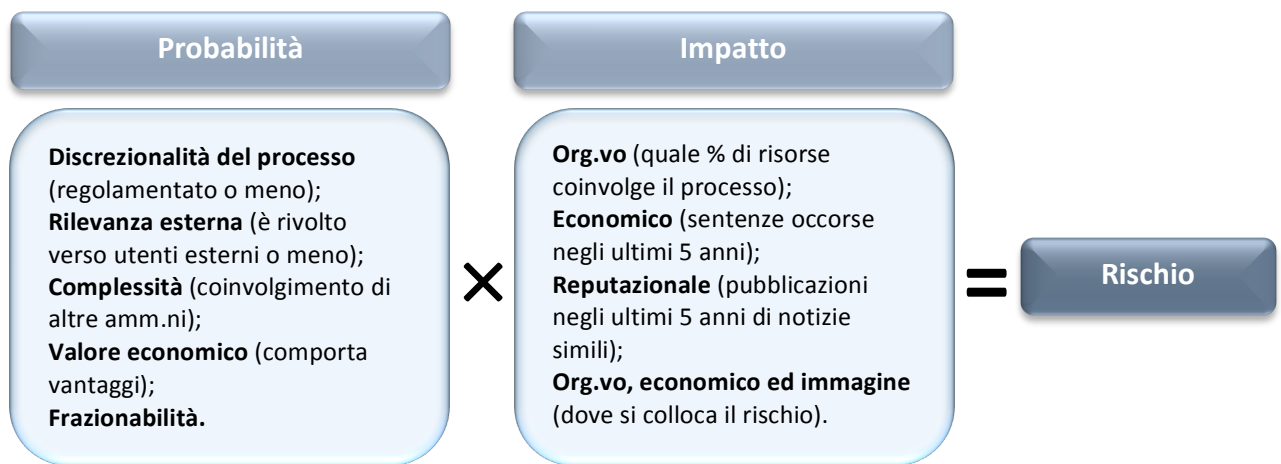 Probabilità
Discrezionalità del processo
(regolamentato o meno);
Rilevanza esterna (è rivolto
verso utenti esterni o meno);
Complessità (coinvolgimento di
altre amm.ni);
Valore economico (comporta
vantaggi);
Frazionabilità.
×
Impatto
Org.vo (quale % di risorse
coinvolge il processo);
Economico (sentenze occorse
negli ultimi 5 anni);
Reputazionale (pubblicazioni
negli ultimi 5 anni di notizie
simili);
Org.vo, economico ed immagine
(dove si colloca il rischio).
=
Rischio